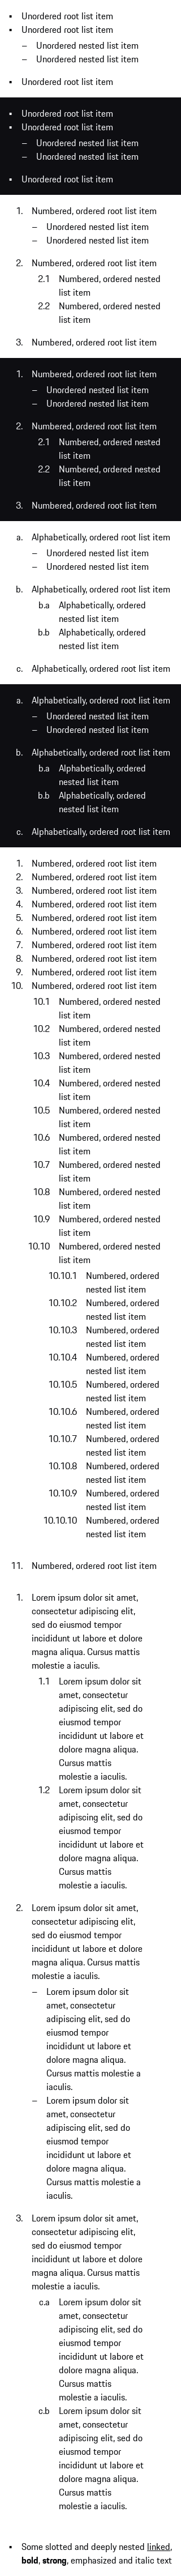 • Unordered root list item
• Unordered root list item
– Unordered nested list item
– Unordered nested list item
• Unordered root list item
• Unordered root list item
• Unordered root list item
– Unordered nested list item
– Unordered nested list item
• Unordered root list item
1. Numbered, ordered root list item
– Unordered nested list item
– Unordered nested list item
2. Numbered, ordered root list item
2.1 Numbered, ordered nested
list item
2.2 Numbered, ordered nested
list item
3. Numbered, ordered root list item
1. Numbered, ordered root list item
– Unordered nested list item
– Unordered nested list item
2. Numbered, ordered root list item
2.1 Numbered, ordered nested
list item
2.2 Numbered, ordered nested
list item
3. Numbered, ordered root list item
a. Alphabetically, ordered root list item
– Unordered nested list item
– Unordered nested list item
b. Alphabetically, ordered root list item
b.a Alphabetically, ordered
nested list item
b.b Alphabetically, ordered
nested list item
c. Alphabetically, ordered root list item
a. Alphabetically, ordered root list item
– Unordered nested list item
– Unordered nested list item
b. Alphabetically, ordered root list item
b.a Alphabetically, ordered
nested list item
b.b Alphabetically, ordered
nested list item
c. Alphabetically, ordered root list item
1. Numbered, ordered root list item
2. Numbered, ordered root list item
3. Numbered, ordered root list item
4. Numbered, ordered root list item
5. Numbered, ordered root list item
6. Numbered, ordered root list item
7. Numbered, ordered root list item
8. Numbered, ordered root list item
9. Numbered, ordered root list item
10. Numbered, ordered root list item
10.1 Numbered, ordered nested
list item
10.2 Numbered, ordered nested
list item
10.3 Numbered, ordered nested
list item
10.4 Numbered, ordered nested
list item
10.5 Numbered, ordered nested
list item
10.6 Numbered, ordered nested
list item
10.7 Numbered, ordered nested
list item
10.8 Numbered, ordered nested
list item
10.9 Numbered, ordered nested
list item
10.10 Numbered, ordered nested
list item
10.10.1 Numbered, ordered
nested list item
10.10.2 Numbered, ordered
nested list item
10.10.3 Numbered, ordered
nested list item
10.10.4 Numbered, ordered
nested list item
10.10.5 Numbered, ordered
nested list item
10.10.6 Numbered, ordered
nested list item
10.10.7 Numbered, ordered
nested list item
10.10.8 Numbered, ordered
nested list item
10.10.9 Numbered, ordered
nested list item
10.10.10 Numbered, ordered
nested list item
11. Numbered, ordered root list item
1. Lorem ipsum dolor sit amet,
consectetur adipiscing elit,
sed do eiusmod tempor
incididunt ut labore et dolore
magna aliqua. Cursus mattis
molestie a iaculis.
1.1 Lorem ipsum dolor sit
amet, consectetur
adipiscing elit, sed do
eiusmod tempor
incididunt ut labore et
dolore magna aliqua.
Cursus mattis
molestie a iaculis.
1.2 Lorem ipsum dolor sit
amet, consectetur
adipiscing elit, sed do
eiusmod tempor
incididunt ut labore et
dolore magna aliqua.
Cursus mattis
molestie a iaculis.
2. Lorem ipsum dolor sit amet,
consectetur adipiscing elit,
sed do eiusmod tempor
incididunt ut labore et dolore
magna aliqua. Cursus mattis
molestie a iaculis.
– Lorem ipsum dolor sit
amet, consectetur
adipiscing elit, sed do
eiusmod tempor
incididunt ut labore et
dolore magna aliqua.
Cursus mattis molestie a
iaculis.
– Lorem ipsum dolor sit
amet, consectetur
adipiscing elit, sed do
eiusmod tempor
incididunt ut labore et
dolore magna aliqua.
Cursus mattis molestie a
iaculis.
3. Lorem ipsum dolor sit amet,
consectetur adipiscing elit,
sed do eiusmod tempor
incididunt ut labore et dolore
magna aliqua. Cursus mattis
molestie a iaculis.
c.a Lorem ipsum dolor sit
amet, consectetur
adipiscing elit, sed do
eiusmod tempor
incididunt ut labore et
dolore magna aliqua.
Cursus mattis
molestie a iaculis.
c.b Lorem ipsum dolor sit
amet, consectetur
adipiscing elit, sed do
eiusmod tempor
incididunt ut labore et
dolore magna aliqua.
Cursus mattis
molestie a iaculis.
• Some slotted and deeply nested linked,
bold, strong, emphasized and italic text